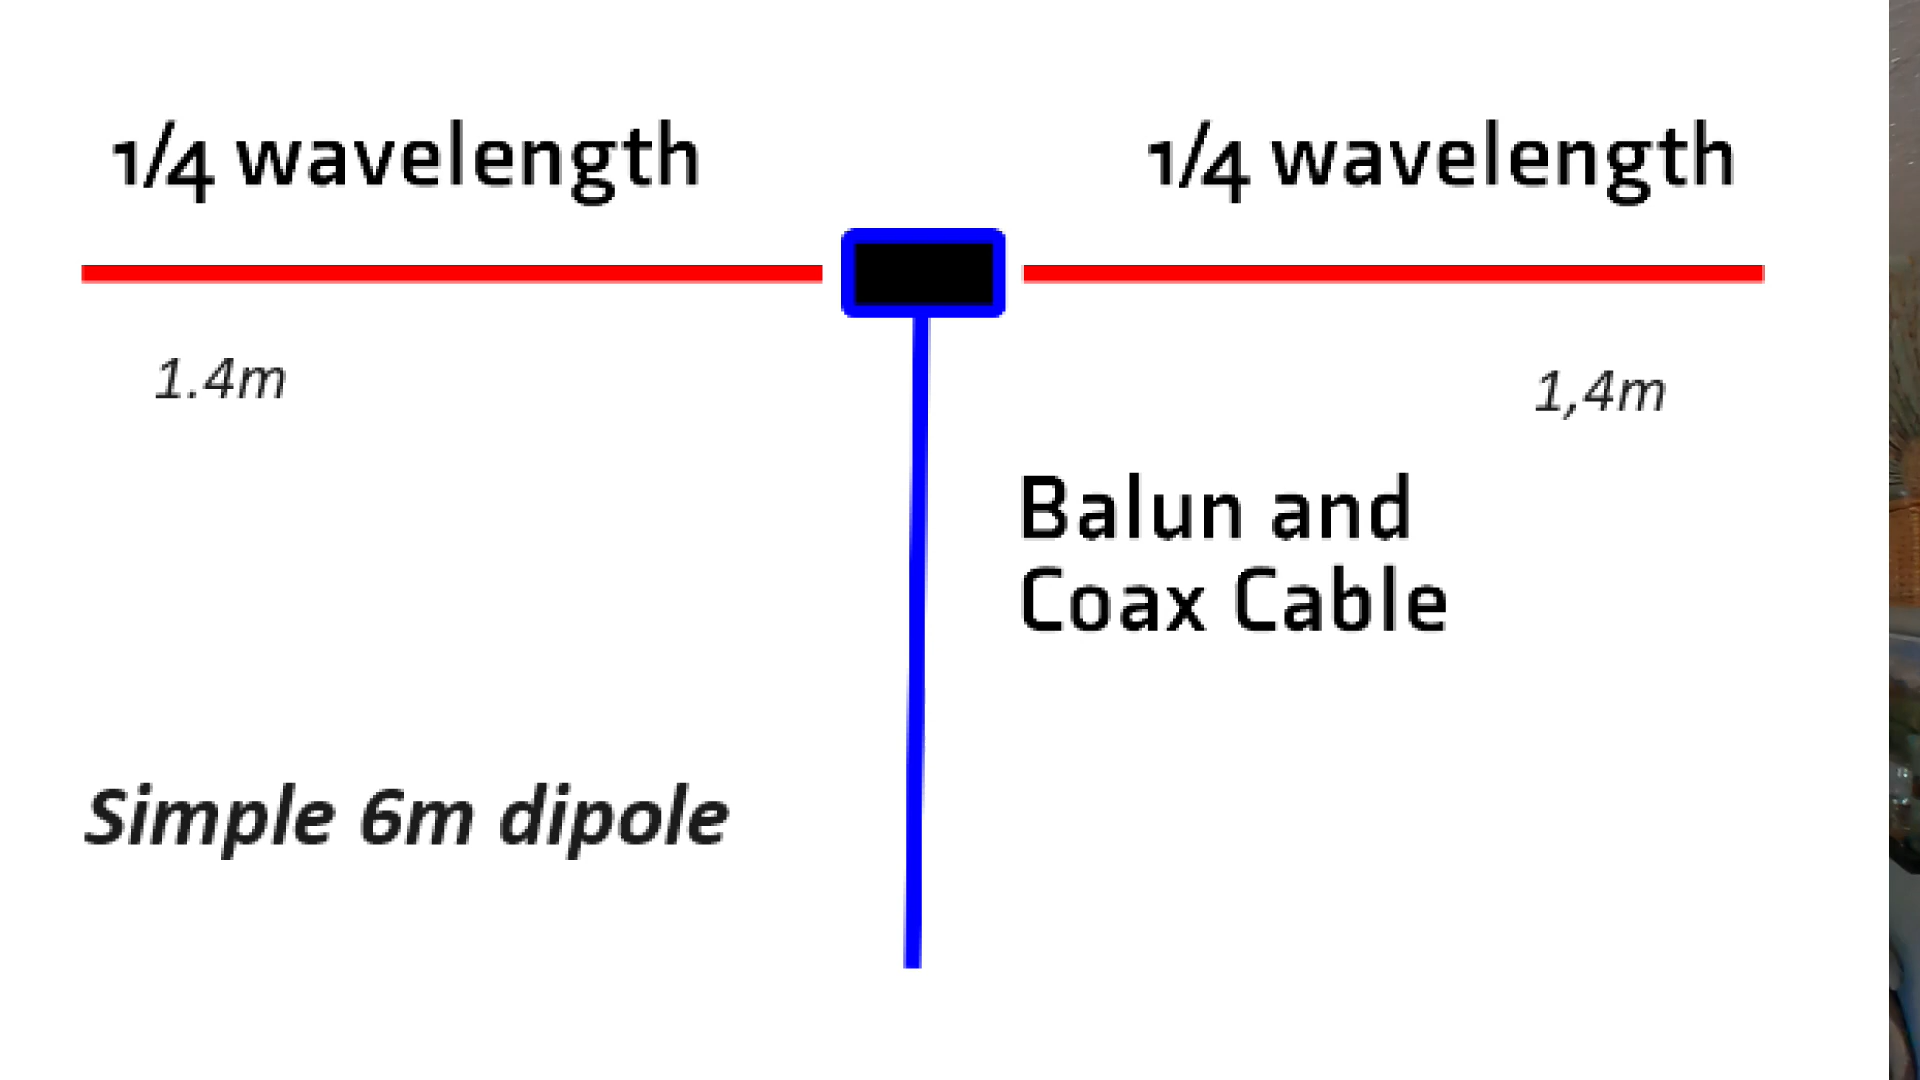 1/4 wavelength
1/4 wavelength
1.4m
1,4m
Balun and
Coax Cable
Simple 6m dipole